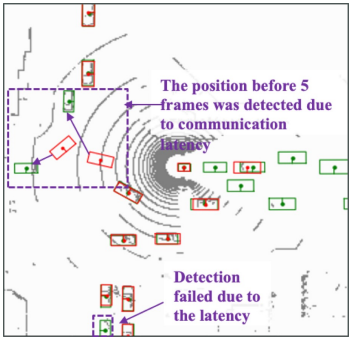 The position before 5
frames was detected due
to communication
latency
Detection
failed due to
the latency